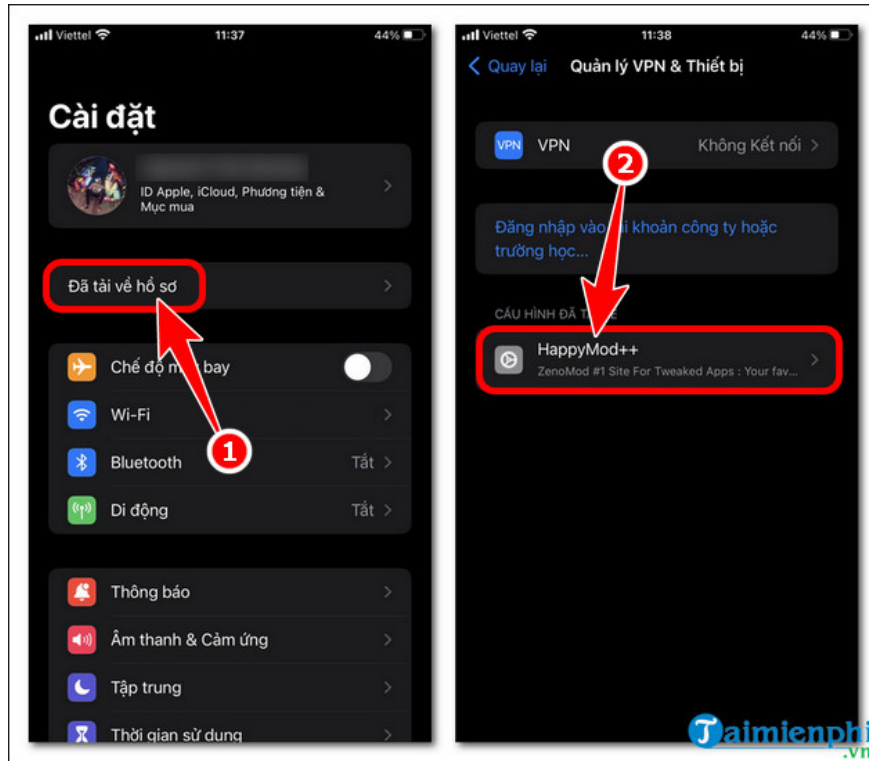 Viettel 11:37 44%
Cài đặt
ID Apple, iCloud, Phương tiện &
Mục mua
Đã tải về hồ sơ
Chế độ bay
Wi-Fi
Bluetooth Tắt
Di động Tắt
1
Thông báo
Âm thanh & Cảm ứng
Tập trung
Thời gian sử dụng
Viettel 11:38 44%
Quay lại Quản lý VPN & Thiết bị
VPN VPN Không Kết nối
2
Đăng nhập vào khoản công ty hoặc
trường học...
CẤU HÌNH ĐÃ
HappyMod++
ZenoMod #1 Site For Tweaked Apps : Your fav...
Taimienphi
.vn